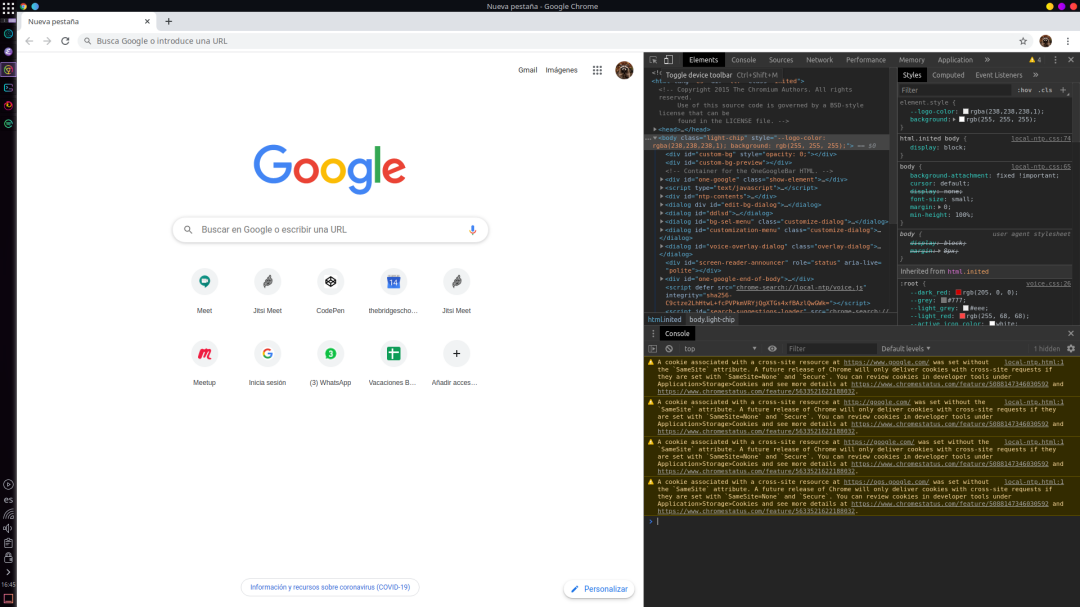 Nueva pestaña - Google Chrome
Nueva pestaña
Busca Google o introduce una URL
Gmail Imágenes
Google
Buscar en Google o escribir una URL
14
3
Meet Jitsi Meet CodePen thebridgescho... Jitsi Meet
Meetup Inicia sesión (3) WhatsApp Vacaciones B... Añadir acces...
Información y recursos sobre coronavirus (COVID-19)
Personalizar
es
16:45
Elements Console Sources Network Performance Memory Application » 4
Toggle device toolbar Ctrl+Shift+M
<!-- Copyright 2015 The Chromium Authors. All rights
reserved.
Use of this source code is governed by a BSD-style
license that can be
found in the LICENSE file. -->
<head>…</head>
<body class="light-chip" style="--logo-color:
rgba(238,238,238,1); background: rgb(255, 255, 255);"> == $0
<div id="custom-bg" style="opacity: 0;"></div>
<div id="custom-bg-preview"></div>
<!-- Container for the OneGoogleBar HTML. -->
<div id="one-google" class="show-element">…</div>
<script type="text/javascript">…</script>
<div id="ntp-contents">…</div>
<dialog div id="edit-bg-dialog">…</dialog>
<dialog id="ddlsd">…</dialog>
<dialog id="bg-sel-menu" class="customize-dialog">…</dialog>
<dialog id="customization-menu" class="customize-dialog">…
</dialog>
<dialog id="voice-overlay-dialog" class="overlay-dialog">…
</dialog>
<div id="screen-reader-announcer" role="status" aria-live=
"polite"></div>
<div id="one-google-end-of-body">…</div>
<script defer src="chrome-search://local-ntp/voice.js"
integrity="sha256-
html.inited body.light-chip
Styles Computed Event Listeners »
Filter :hov .cls +
element.style {
--logo-color: rgba(238,238,238,1);
background: rgb(255, 255, 255);
}
html.inited body { local-ntp.css:74
display: block;
}
body { local-ntp.css:65
background-attachment: fixed !important;
cursor: default;
display: none;
font-size: small;
margin: 0;
min-height: 100%;
}
body { user agent stylesheet
display: block;
margin: 8px;
}
Inherited from html.inited
:root { voice.css:26
--dark_red: rgb(205, 0, 0);
--grey: #777;
--light_grey: #eee;
--light_red: rgb(255, 68, 68);
--active_icon_color: white;
Console
top Filter Default levels 1 hidden
A cookie associated with a cross-site resource at https://www.google.com/ was set without local-ntp.html:1
the `SameSite` attribute. A future release of Chrome will only deliver cookies with cross-site requests if
they are set with `SameSite=None` and `Secure`. You can review cookies in developer tools under
Application>Storage>Cookies and see more details at https://www.chromestatus.com/feature/5088147346030592 and
https://www.chromestatus.com/feature/5633521622188032.
A cookie associated with a cross-site resource at http://google.com/ was set without the local-ntp.html:1
`SameSite` attribute. A future release of Chrome will only deliver cookies with cross-site requests if they
are set with `SameSite=None` and `Secure`. You can review cookies in developer tools under
Application>Storage>Cookies and see more details at https://www.chromestatus.com/feature/5088147346030592 and
https://www.chromestatus.com/feature/5633521622188032.
A cookie associated with a cross-site resource at https://google.com/ was set without the local-ntp.html:1
`SameSite` attribute. A future release of Chrome will only deliver cookies with cross-site requests if they
are set with `SameSite=None` and `Secure`. You can review cookies in developer tools under
Application>Storage>Cookies and see more details at https://www.chromestatus.com/feature/5088147346030592 and
https://www.chromestatus.com/feature/5633521622188032.
A cookie associated with a cross-site resource at https://ogs.google.com/ was set without local-ntp.html:1
the `SameSite` attribute. A future release of Chrome will only deliver cookies with cross-site requests if
they are set with `SameSite=None` and `Secure`. You can review cookies in developer tools under
Application>Storage>Cookies and see more details at https://www.chromestatus.com/feature/5088147346030592 and
https://www.chromestatus.com/feature/5633521622188032.